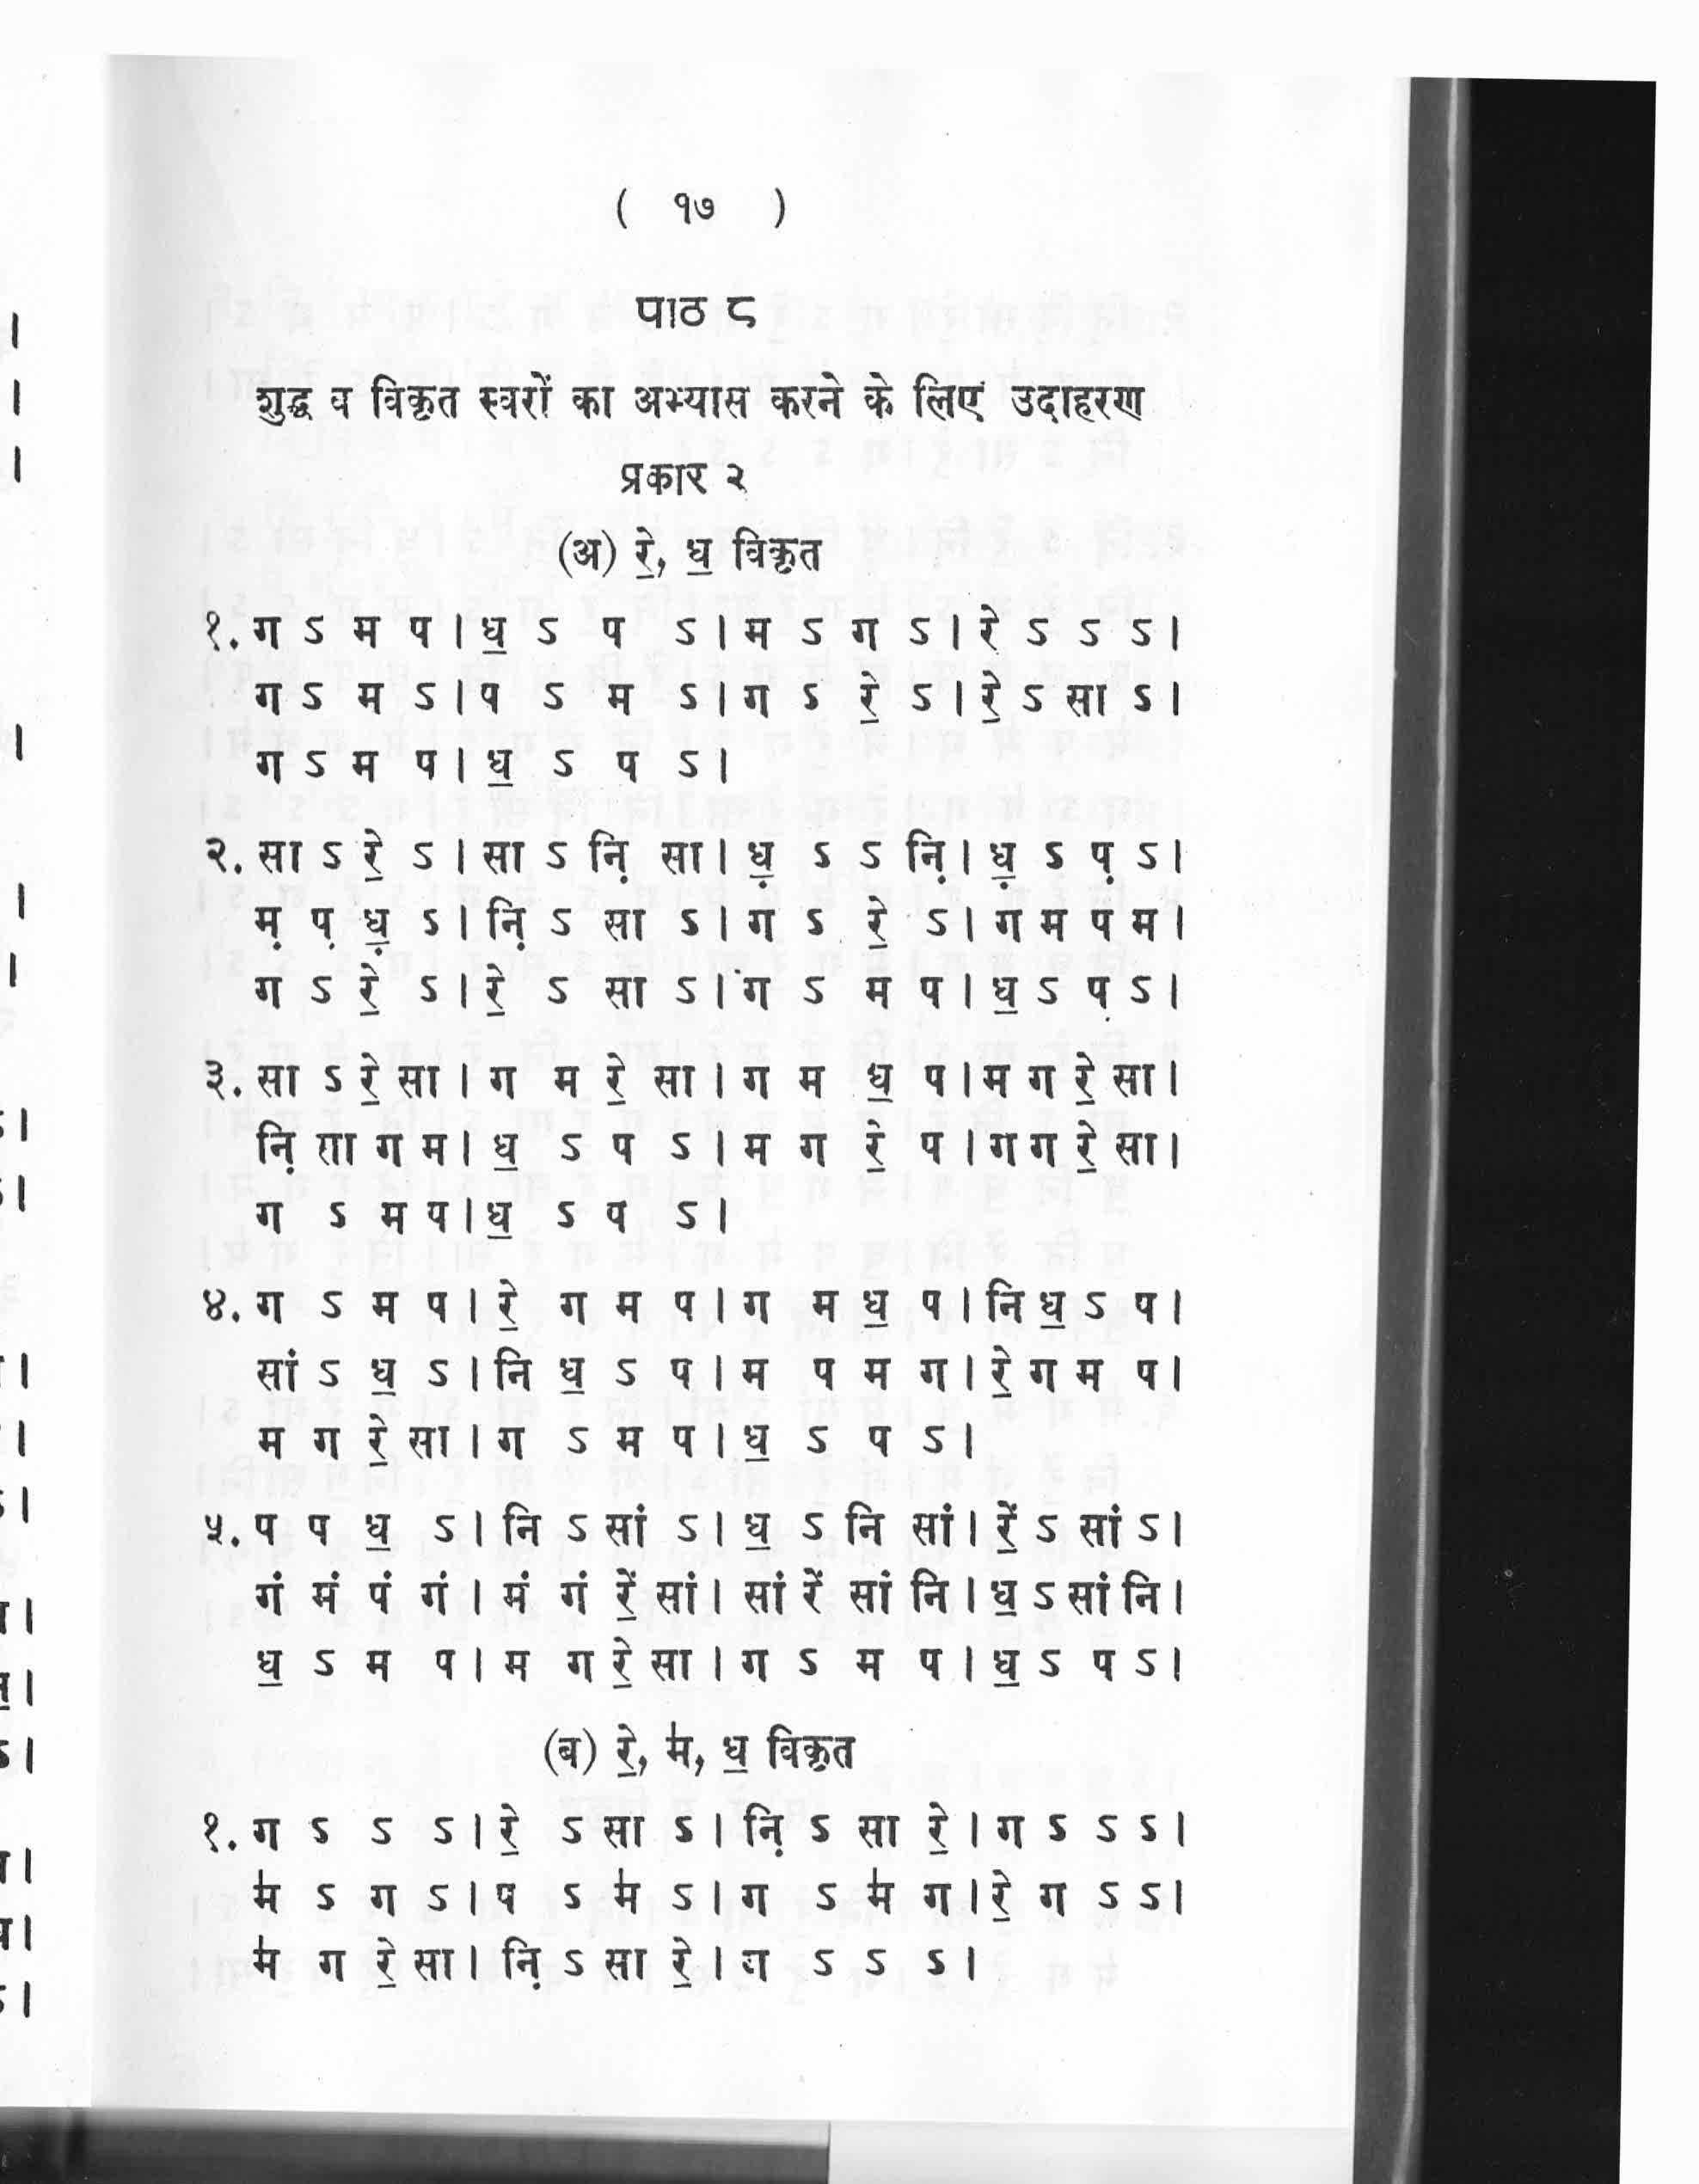 ( १७ )
पाठ ८
शुद्ध व विकृत स्वरों का अभ्यास करने के लिए उदाहरण
प्रकार २
(अ) रे॒, ध॒ विकृत
१. ग ऽ म प । ध॒ ऽ प ऽ । म ऽ ग ऽ । रे ऽ ऽ ऽ ।
ग ऽ म ऽ । प ऽ म ऽ । ग ऽ रे॒ ऽ । रे॒ ऽ सा ऽ ।
ग ऽ म प । ध॒ ऽ प ऽ ।
२. सा ऽ रे॒ ऽ । सा ऽ नि़ सा । ध़॒ ऽ ऽ नि़ । ध़॒ ऽ प़ ऽ ।
म़ प़ ध़॒ ऽ । नि़ ऽ सा ऽ । ग ऽ रे॒ ऽ । ग म प म ।
ग ऽ रे॒ ऽ । रे॒ ऽ सा ऽ । ग ऽ म प । ध॒ ऽ प ऽ ।
३. सा ऽ रे॒ सा । ग म रे॒ सा । ग म ध॒ प । म ग रे॒ सा ।
नि़ सा ग म । ध॒ ऽ प ऽ । म ग रे॒ प । ग ग रे॒ सा ।
ग ऽ म प । ध॒ ऽ प ऽ ।
४. ग ऽ म प । रे॒ ग म प । ग म ध॒ प । नि ध॒ ऽ प ।
सां ऽ ध॒ ऽ । नि ध॒ ऽ प । म प म ग । रे॒ ग म प ।
म ग रे॒ सा । ग ऽ म प । ध॒ ऽ प ऽ ।
५. प प ध॒ ऽ । नि ऽ सां ऽ । ध॒ ऽ नि सां । रें॒ ऽ सां ऽ ।
गं मं पं गं । मं गं रें॒ सां । सां रें सां नि । ध॒ ऽ सां नि ।
ध॒ ऽ म प । म ग रे॒ सा । ग ऽ म प । ध॒ ऽ प ऽ ।
(ब) रे॒, म॑, ध॒ विकृत
१. ग ऽ ऽ ऽ । रे॒ ऽ सा ऽ । नि़ ऽ सा रे॒ । ग ऽ ऽ ऽ ।
म॑ ऽ ग ऽ । प ऽ म॑ ऽ । ग ऽ म॑ ग । रे॒ ग ऽ ऽ ।
म॑ ग रे॒ सा । नि़ ऽ सा रे॒ । ग ऽ ऽ ऽ ।